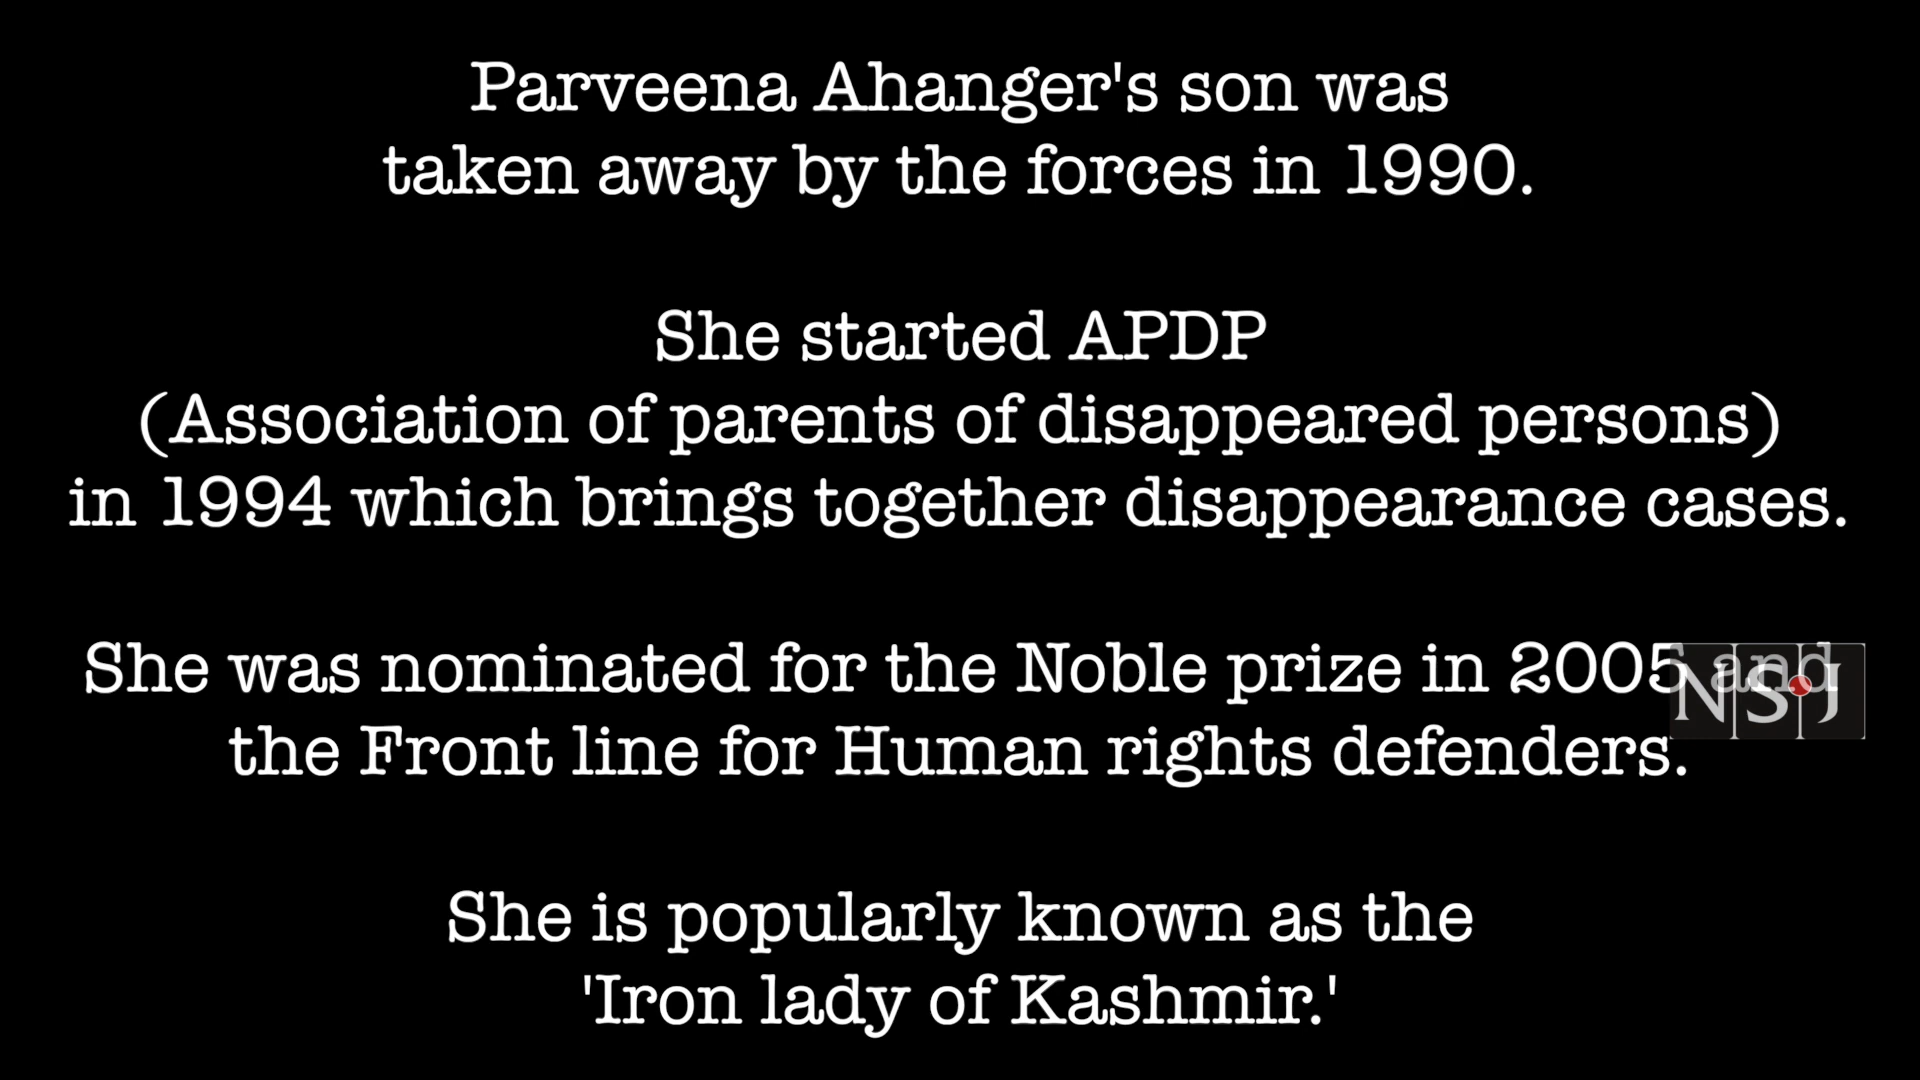 Parveena Ahanger's son was
taken away by the forces in 1990.
She started APDP
(Association of parents of disappeared persons)
in 1994 which brings together disappearance cases.
She was nominated for the Noble prize in 2005 and
the Front line for Human rights defenders.
She is popularly known as the
'Iron lady of Kashmir.'
NSJ